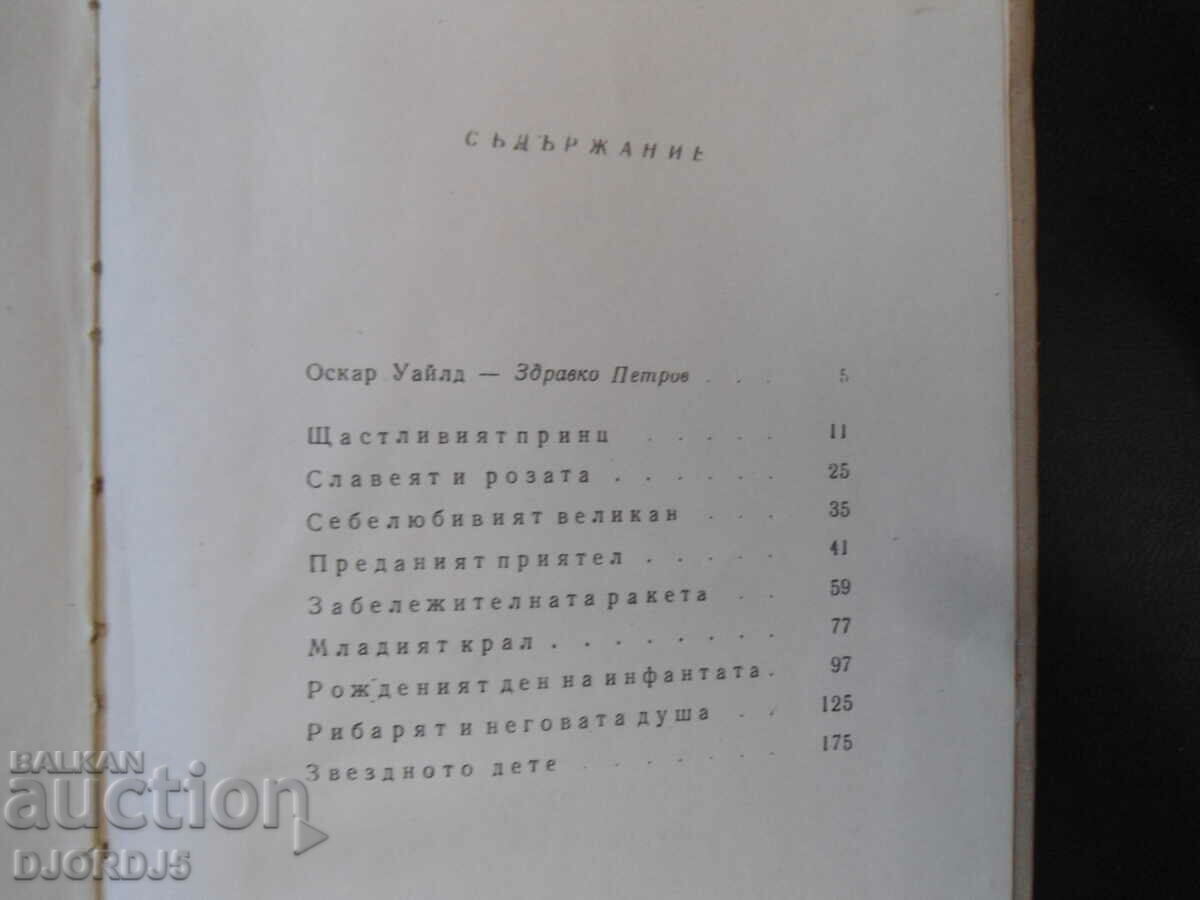 СЪДЪРЖАНИЕ
Оскар Уайлд — Здравко Петров . . . 5
Щастливият принц . . . . . 11
Славеят и розата . . . . . . 25
Себелюбивият великан . . . 35
Преданият приятел . . . . . 41
Забележителната ракета . . 59
Младият крал . . . . . . . . 77
Рожденият ден на инфантата . 97
Рибарят и неговата душа . . 125
Звездното дете . . . . . . 175
BALKAN
auction
DJORDJ5